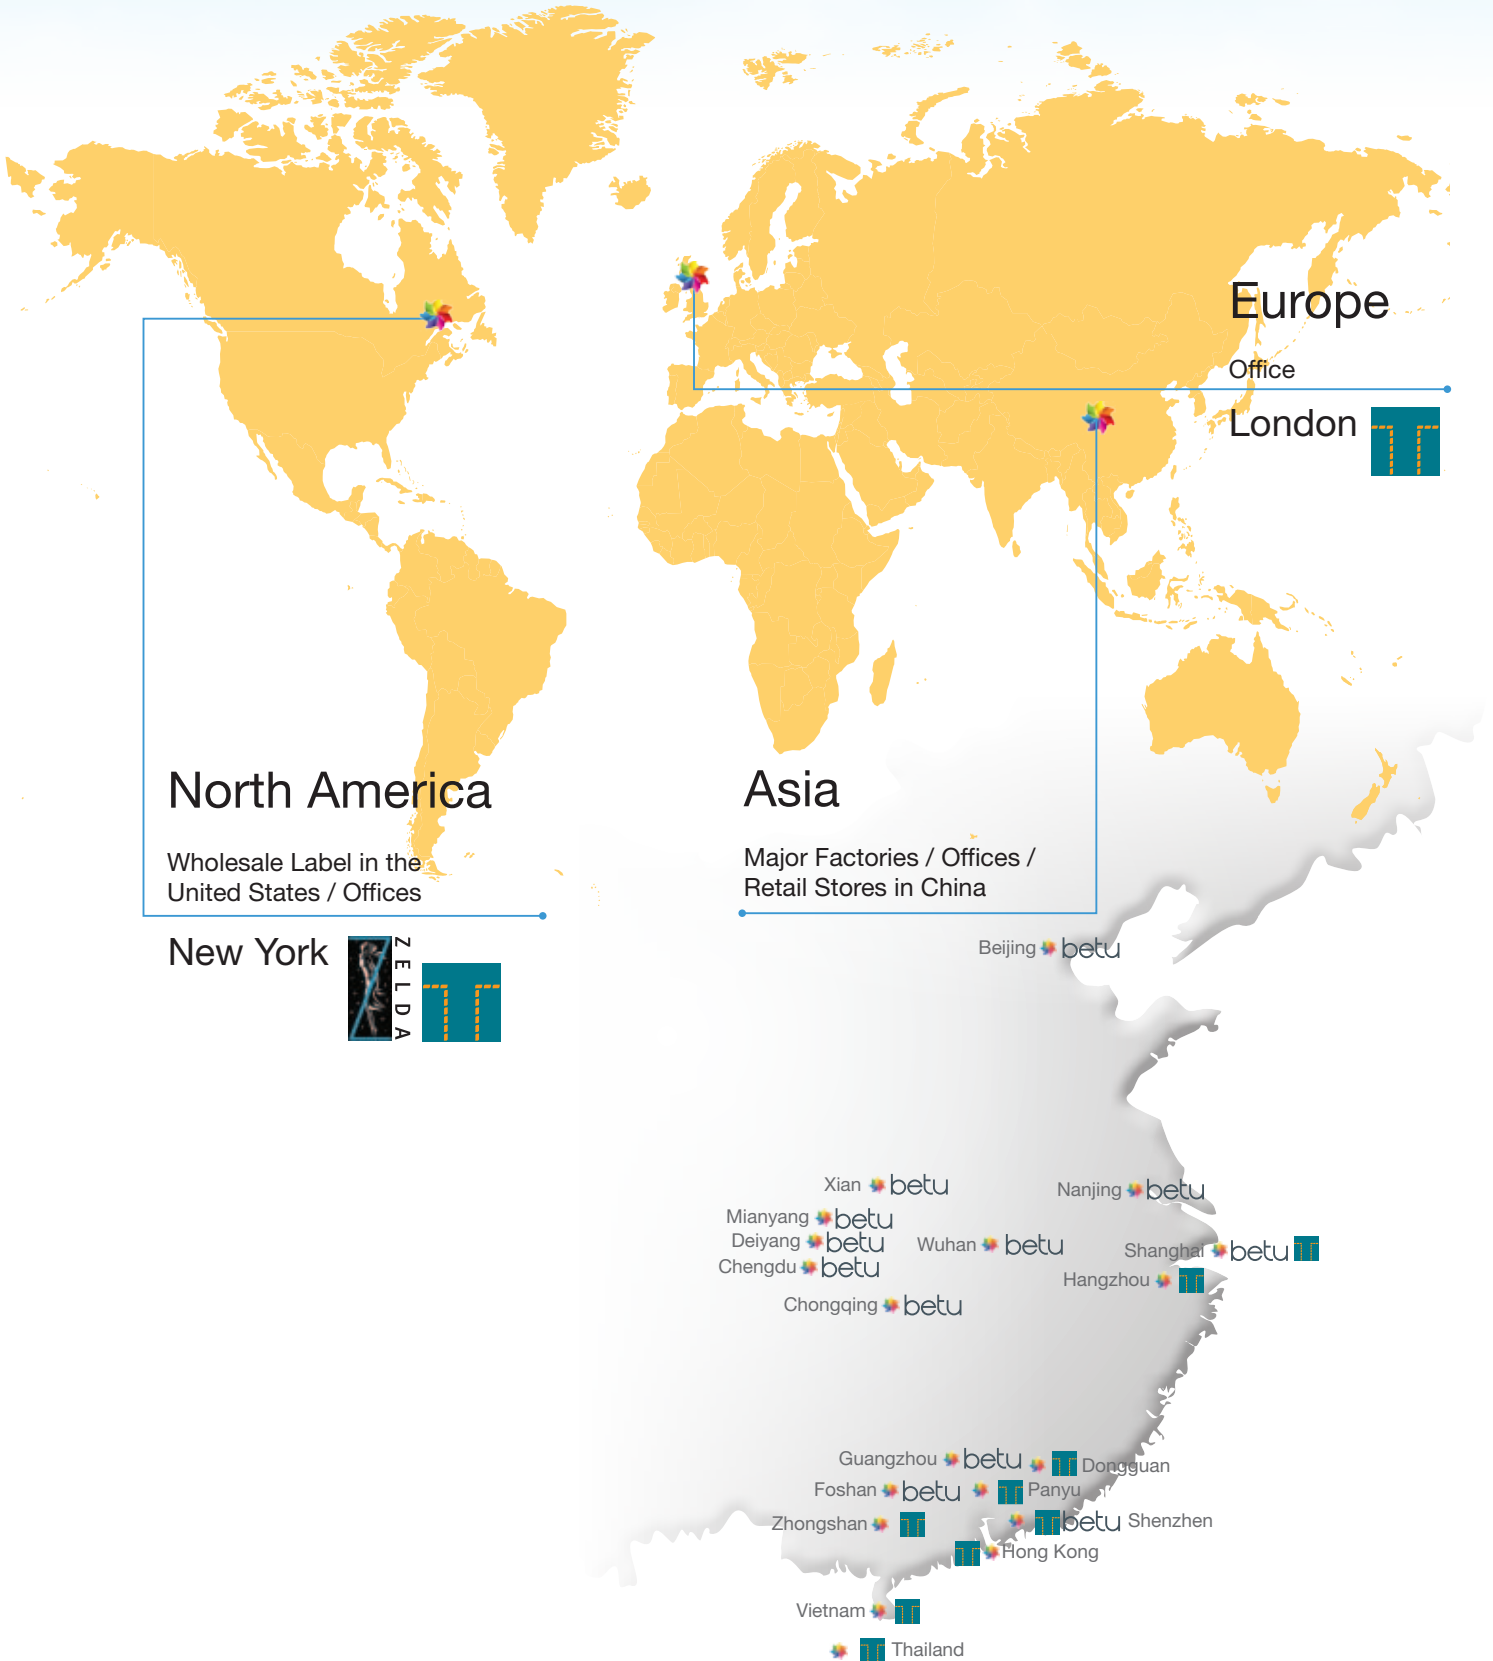 Europe
Office
London
North America
Wholesale Label in the
United States / Offices
New York
ZELDA
Asia
Major Factories / Offices /
Retail Stores in China
Beijing betu
Xian betu
Nanjing betu
Mianyang betu
Deiyang betu
Wuhan betu
Shanghai betu
Chengdu betu
Hangzhou
Chongqing betu
Guangzhou betu
Dongguan
Foshan betu
Panyu
Zhongshan
betu Shenzhen
Hong Kong
Vietnam
Thailand